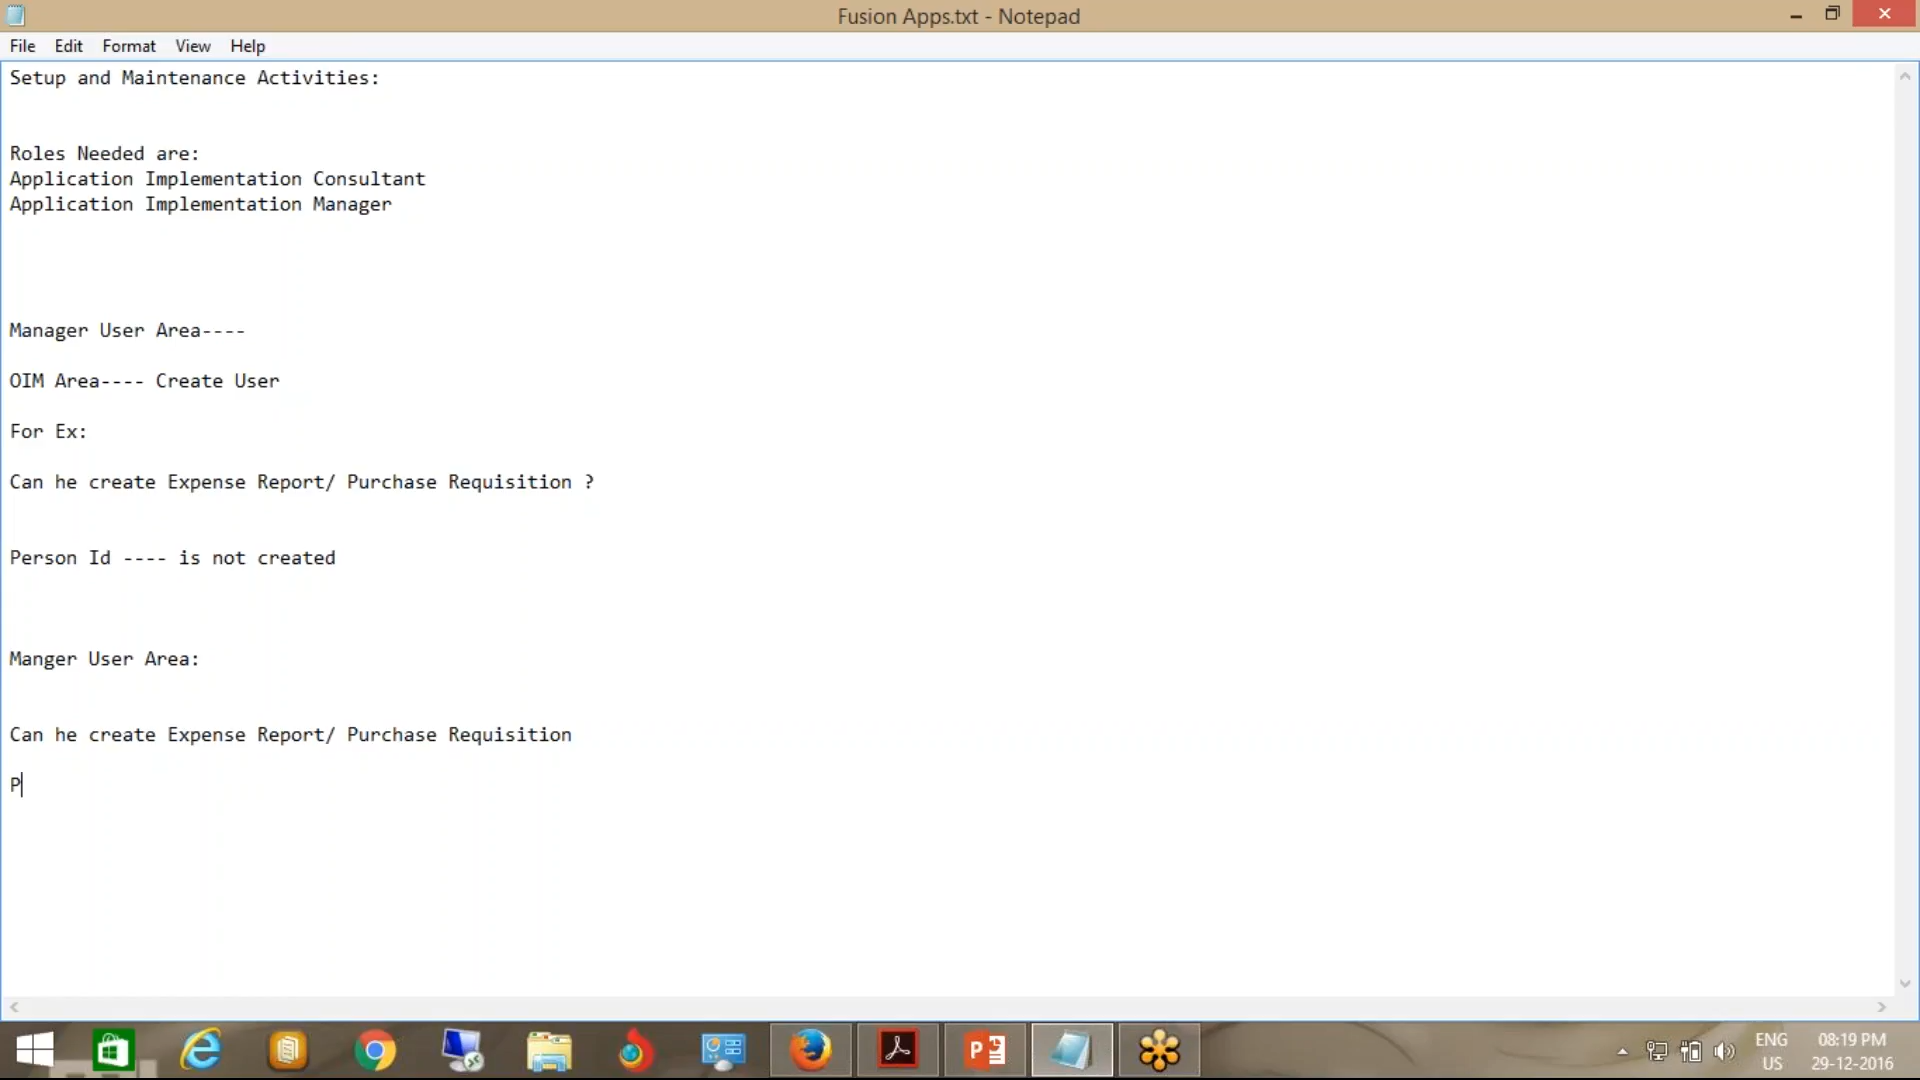 Fusion Apps.txt - Notepad
File Edit Format View Help
Setup and Maintenance Activities:
Roles Needed are:
Application Implementation Consultant
Application Implementation Manager
Manager User Area----
OIM Area---- Create User
For Ex:
Can he create Expense Report/ Purchase Requisition ?
Person Id ---- is not created
Manger User Area:
Can he create Expense Report/ Purchase Requisition
P
ENG 08:19 PM
US 29-12-2016